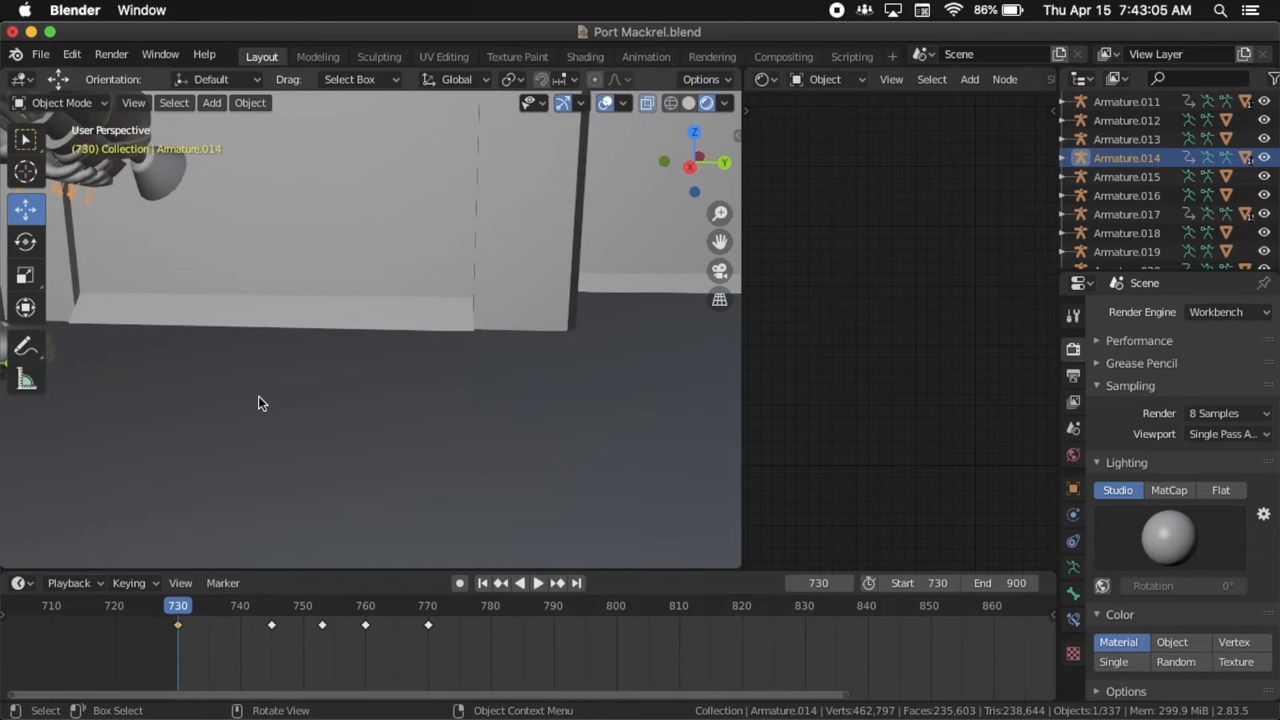 Blender Window 86% Thu Apr 15 7:43:05 AM
Port Mackrel.blend
File Edit Render Window Help Layout Modeling Sculpting UV Editing Texture Paint Shading Animation Rendering Compositing Scripting Scene View Layer
Orientation: Default Drag: Select Box Global Options Object View Select Add Node
Object Mode View Select Add Object
User Perspective
(730) Collection | Armature.014
Z
Y
X
Armature.011
Armature.012
Armature.013
Armature.014
Armature.015
Armature.016
Armature.017
Armature.018
Armature.019
Scene
Render Engine Workbench
Performance
Grease Pencil
Sampling
Render 8 Samples
Viewport Single Pass A...
Lighting
Studio MatCap Flat
Rotation 0°
Color
Material Object Vertex
Single Random Texture
Options
Playback Keying View Marker 730 Start 730 End 900
710 720 730 740 750 760 770 780 790 800 810 820 830 840 850 860
Select Box Select Rotate View Object Context Menu Collection | Armature.014 | Verts:462,797 | Faces:235,603 | Tris:238,644 | Objects:1/337 | Mem: 299.9 MiB | 2.83.5